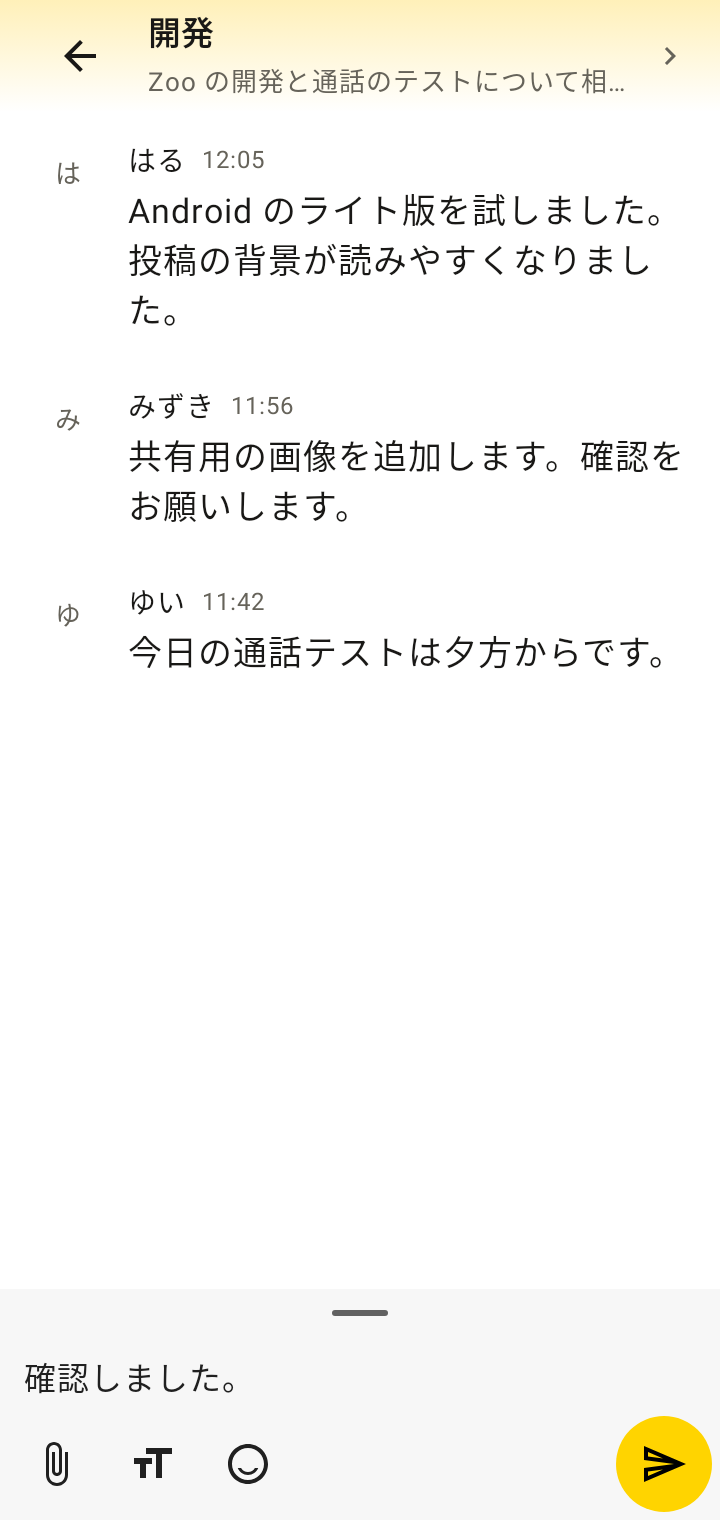 開発
Zoo の開発と通話のテストについて相…
は
はる 12:05
Android のライト版を試しました。
投稿の背景が読みやすくなりまし
た。
み
みずき 11:56
共有用の画像を追加します。確認を
お願いします。
ゆ
ゆい 11:42
今日の通話テストは夕方からです。
確認しました。